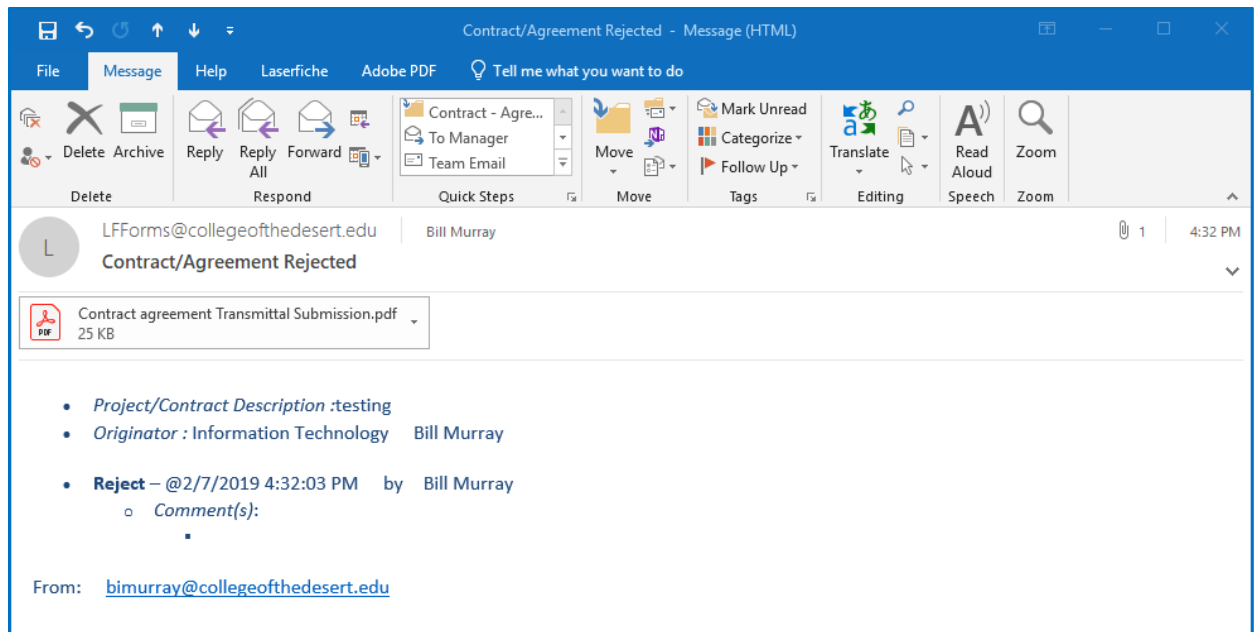 Contract/Agreement Rejected - Message (HTML)
File Message Help Laserfiche Adobe PDF Tell me what you want to do
Delete Archive
Reply Reply All Forward
Contract - Agre...
To Manager
Team Email
Move
Mark Unread
Categorize
Follow Up
Translate
Read Aloud
Zoom
Delete Respond Quick Steps Move Tags Editing Speech Zoom
L
LFForms@collegeofthedesert.edu Bill Murray 1 4:32 PM
Contract/Agreement Rejected
PDF
Contract agreement Transmittal Submission.pdf
25 KB
• Project/Contract Description :testing
• Originator : Information Technology Bill Murray
• Reject – @2/7/2019 4:32:03 PM by Bill Murray
o Comment(s):
▪
From: bimurray@collegeofthedesert.edu